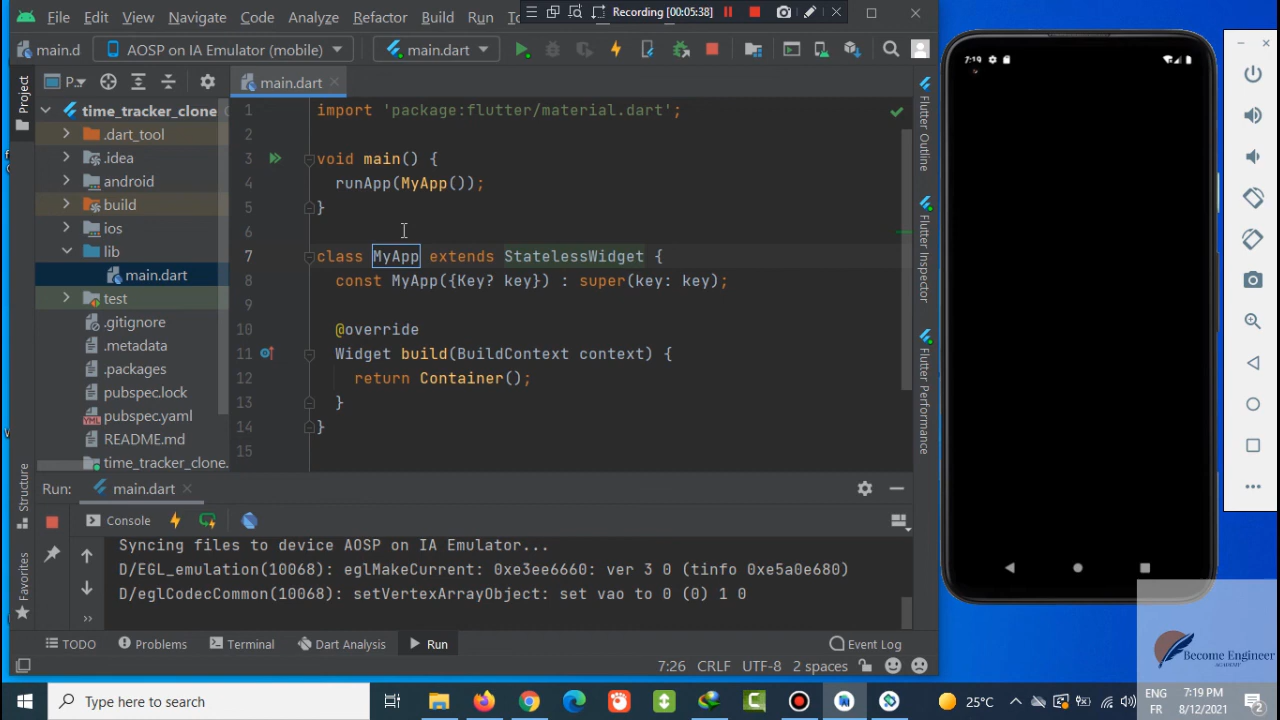 File Edit View Navigate Code Analyze Refactor Build Run
Recording [00:05:38]
main.d
AOSP on IA Emulator (mobile)
main.dart
P..
main.dart
Project
Structure
Favorites
time_tracker_clone
.dart_tool
.idea
android
build
ios
lib
main.dart
test
.gitignore
.metadata
.packages
pubspec.lock
pubspec.yaml
README.md
time_tracker_clone.
1 import 'package:flutter/material.dart';
2
3 void main() {
4 runApp(MyApp());
5 }
6
7 class MyApp extends StatelessWidget {
8 const MyApp({Key? key}) : super(key: key);
9
10 @override
11 Widget build(BuildContext context) {
12 return Container();
13 }
14 }
15
Flutter Outline
Flutter Inspector
Flutter Performance
7:19
Run: main.dart
Console
Syncing files to device AOSP on IA Emulator...
D/EGL_emulation(10068): eglMakeCurrent: 0xe3ee6660: ver 3 0 (tinfo 0xe5a0e680)
D/eglCodecCommon(10068): setVertexArrayObject: set vao to 0 (0) 1 0
TODO Problems Terminal Dart Analysis Run Event Log
7:26 CRLF UTF-8 2 spaces
Become Engineer
ACADEMY
Type here to search
25°C
ENG
FR
7:19 PM
8/12/2021
2